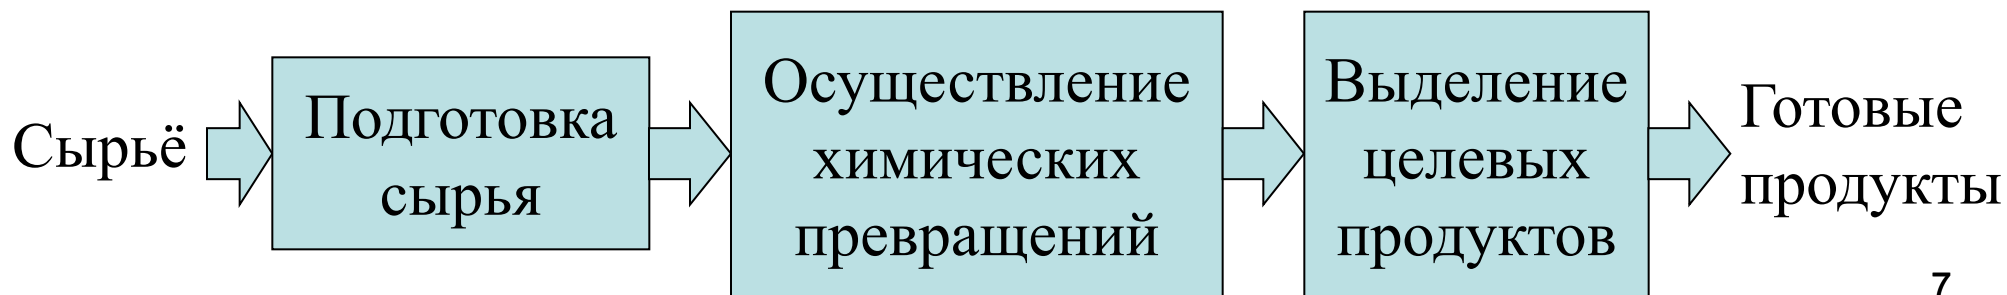 Сырьё
Подготовка
сырья
Осуществление
химических
превращений
Выделение
целевых
продуктов
Готовые
продукты
7